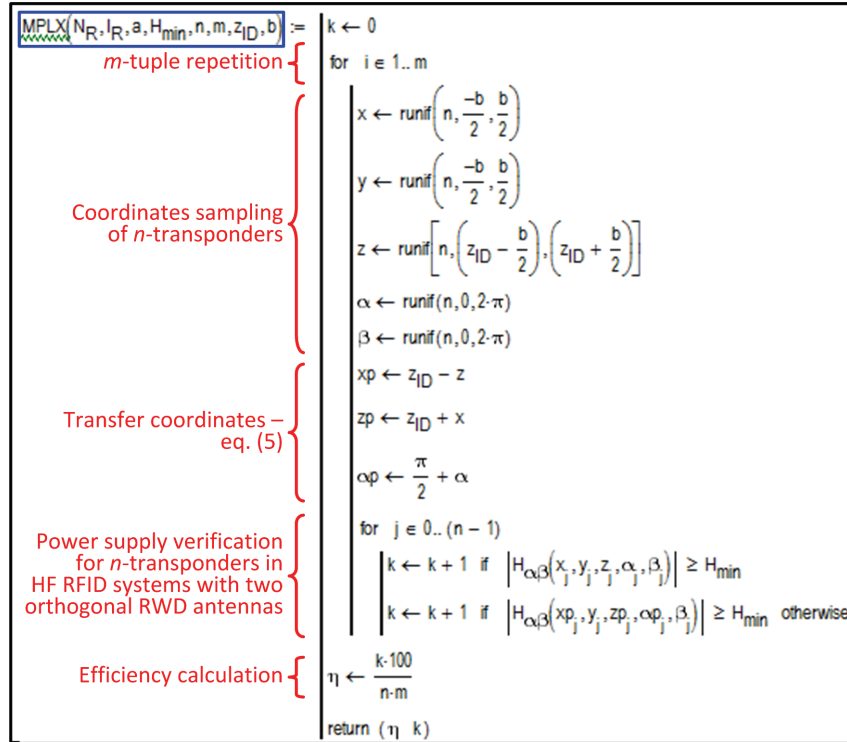 MPLX(N_R, I_R, a, H_min, n, m, z_ID, b) := k ← 0
m-tuple repetition
for i ∈ 1.. m
Coordinates sampling
of n-transponders
x ← runif(n, -b/2, b/2)
y ← runif(n, -b/2, b/2)
z ← runif[n, (z_ID − b/2), (z_ID + b/2)]
α ← runif(n, 0, 2·π)
β ← runif(n, 0, 2·π)
Transfer coordinates –
eq. (5)
xp ← z_ID − z
zp ← z_ID + x
αp ← π/2 + α
Power supply verification
for n-transponders in
HF RFID systems with two
orthogonal RWD antennas
for j ∈ 0.. (n − 1)
k ← k + 1 if |H_αβ(x_j, y_j, z_j, α_j, β_j)| ≥ H_min
k ← k + 1 if |H_αβ(xp_j, y_j, zp_j, αp_j, β_j)| ≥ H_min otherwise
Efficiency calculation
η ← k·100/n·m
return (η k)